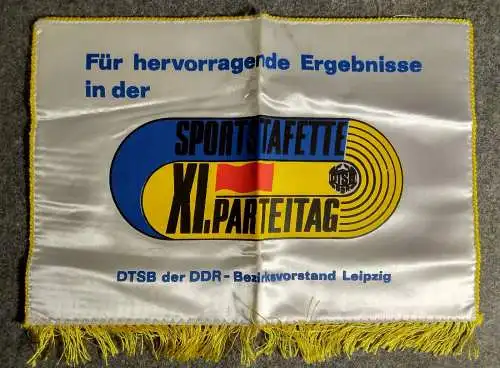 Für hervorragende Ergebnisse
in der
SPORTSTAFETTE
XI. PARTEITAG
DTSB
DTSB der DDR - Bezirksvorstand Leipzig